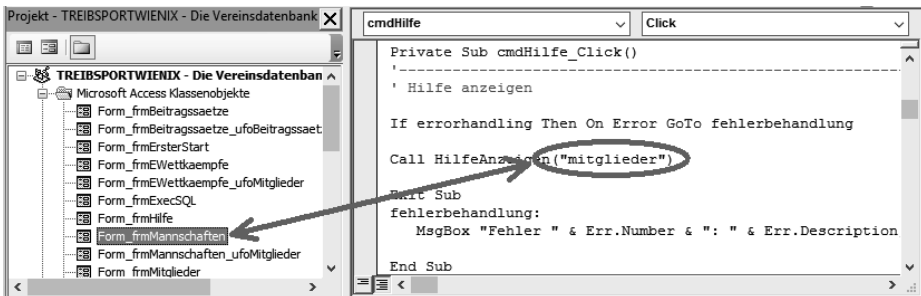 Projekt - TREIBSPORTWIENIX - Die Vereinsdatenbank
TREIBSPORTWIENIX - Die Vereinsdatenban
Microsoft Access Klassenobjekte
Form_frmBeitragssaetze
Form_frmBeitragssaetze_ufoBeitragssaet:
Form_frmErsterStart
Form_frmEWettkaempfe
Form_frmEWettkaempfe_ufoMitglieder
Form_frmExecSQL
Form_frmHilfe
Form_frmMannschaften
Form_frmMannschaften_ufoMitglieder
Form_frmMitglieder
cmdHilfe
Click
Private Sub cmdHilfe_Click()
'---------------------------------------------------
' Hilfe anzeigen
If errorhandling Then On Error GoTo fehlerbehandlung
Call HilfeAnzeigen("mitglieder")
Exit Sub
fehlerbehandlung:
MsgBox "Fehler " & Err.Number & ": " & Err.Description
End Sub